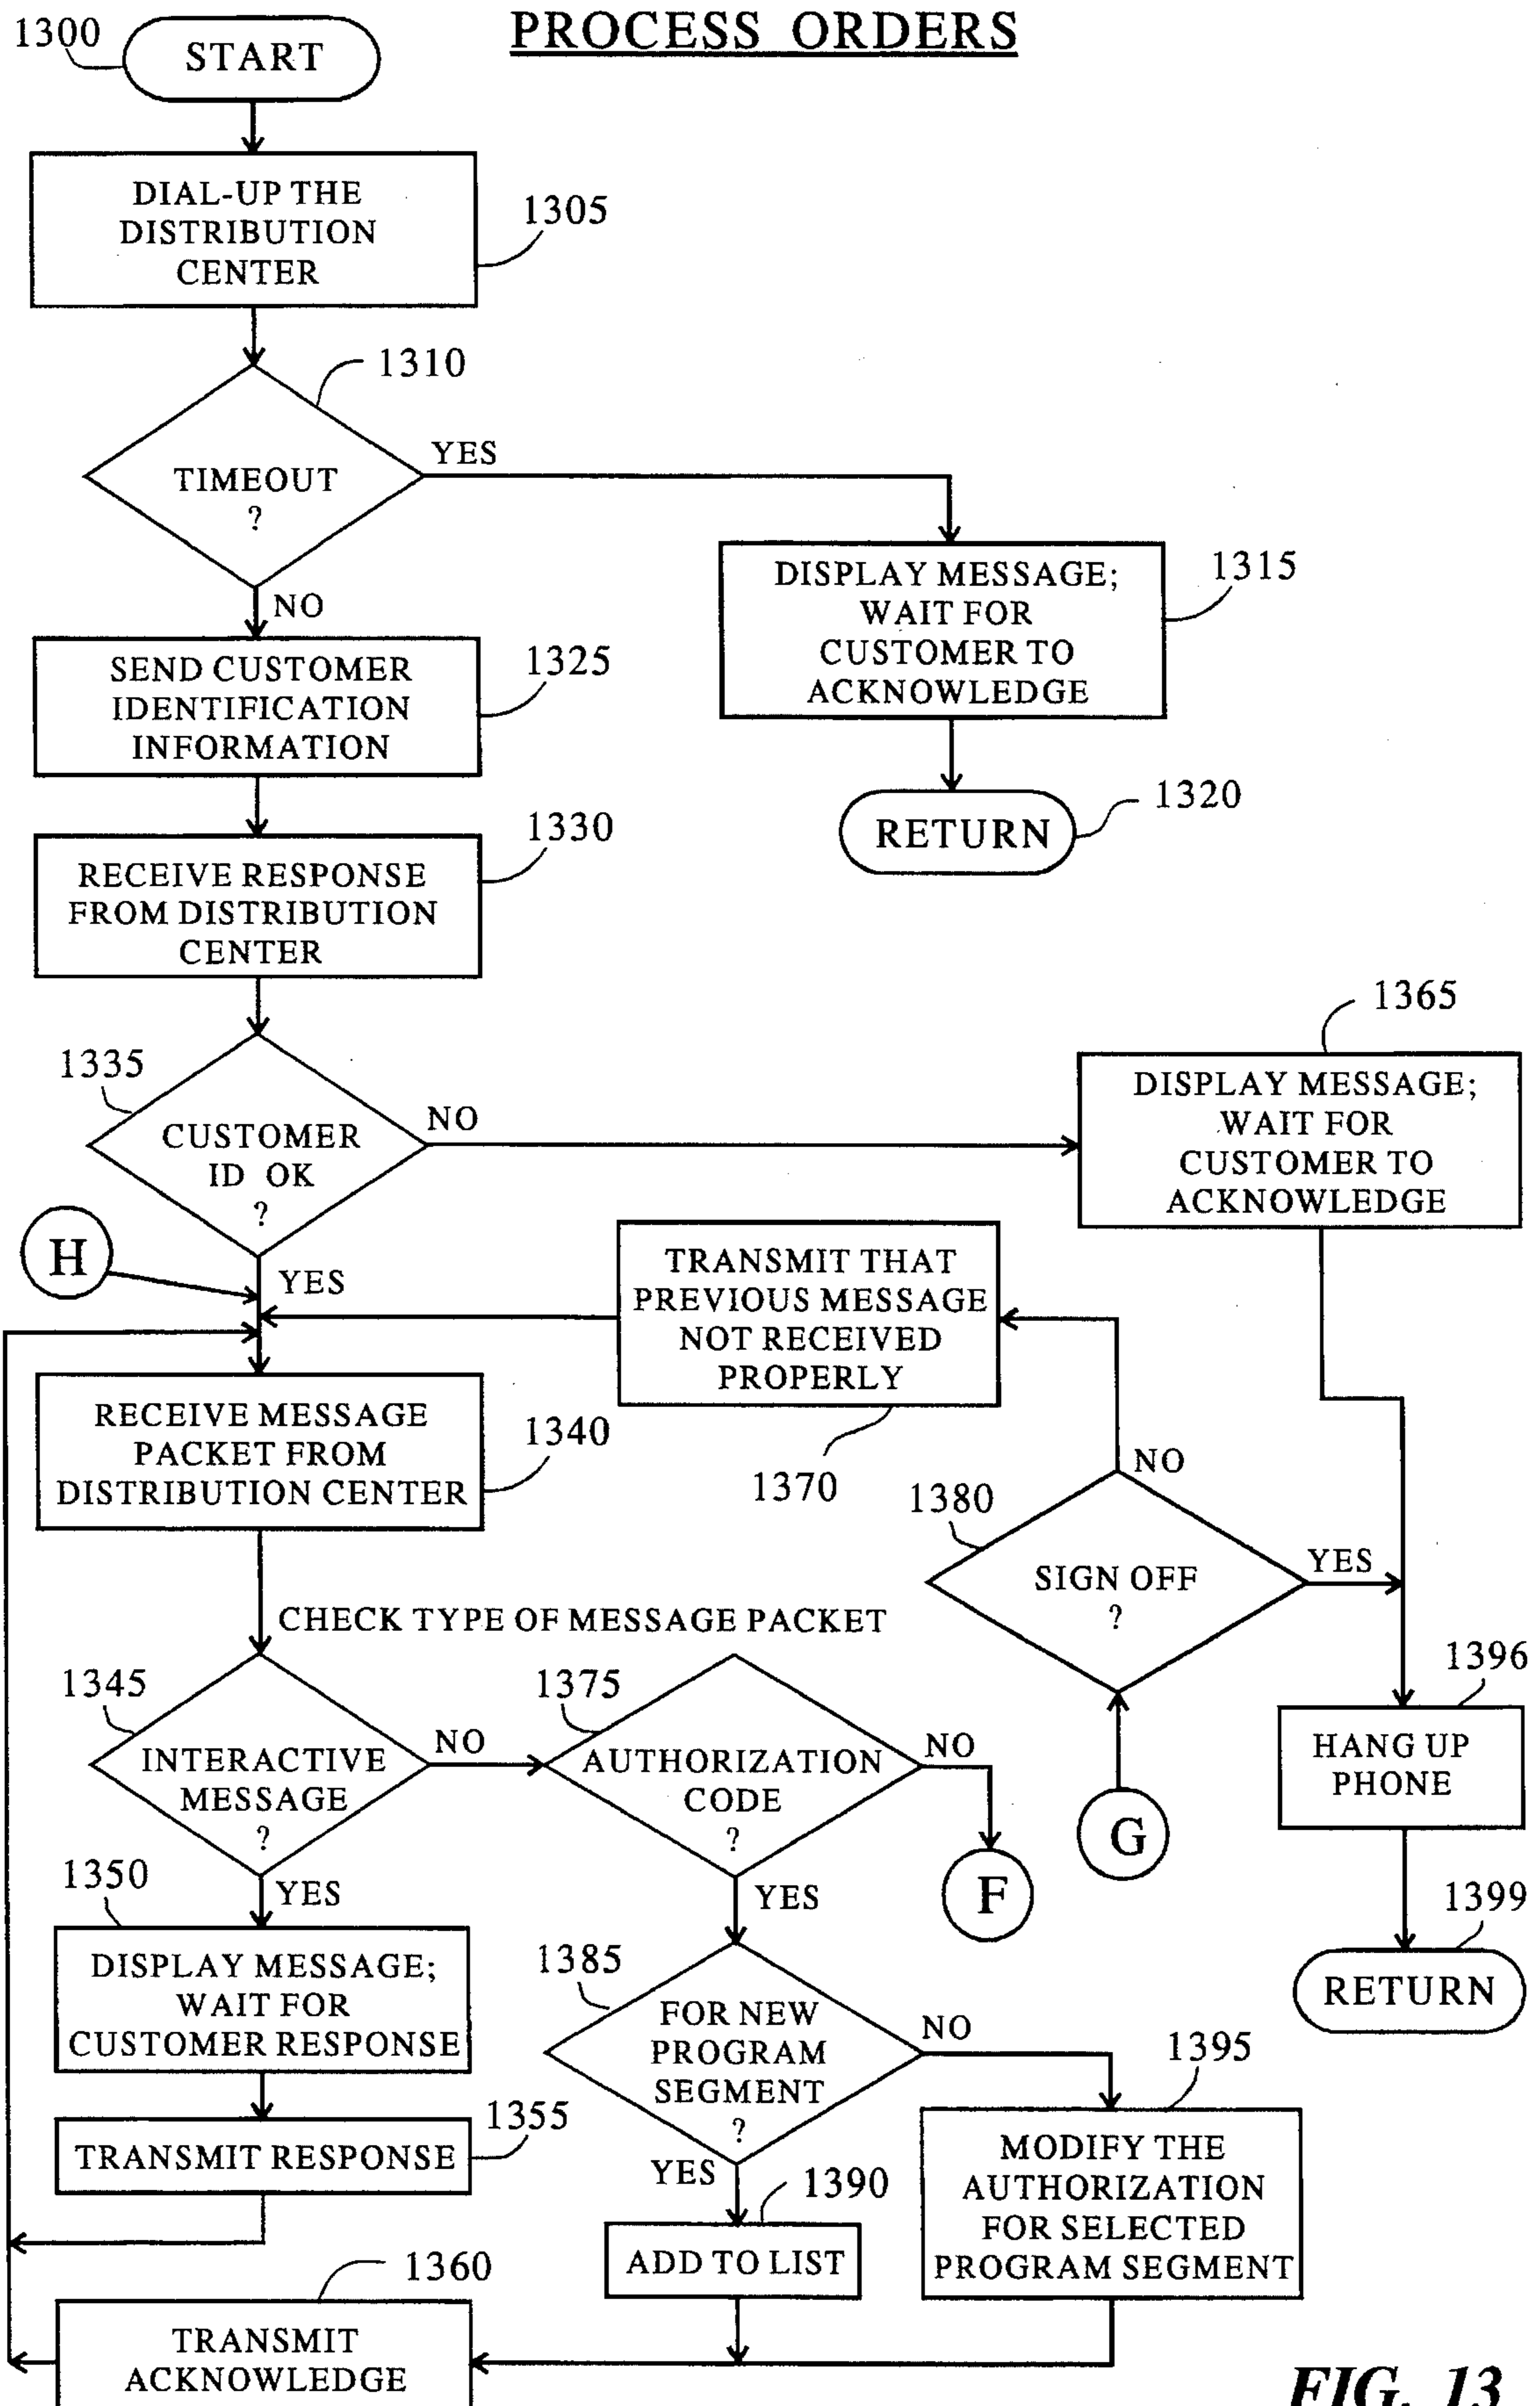 PROCESS ORDERS
1300
START
DIAL-UP THE
DISTRIBUTION
CENTER
1305
1310
TIMEOUT
?
YES
NO
DISPLAY MESSAGE;
WAIT FOR
CUSTOMER TO
ACKNOWLEDGE
1315
RETURN
1320
SEND CUSTOMER
IDENTIFICATION
INFORMATION
1325
RECEIVE RESPONSE
FROM DISTRIBUTION
CENTER
1330
1335
CUSTOMER
ID OK
?
NO
YES
1365
DISPLAY MESSAGE;
WAIT FOR
CUSTOMER TO
ACKNOWLEDGE
H
TRANSMIT THAT
PREVIOUS MESSAGE
NOT RECEIVED
PROPERLY
1370
RECEIVE MESSAGE
PACKET FROM
DISTRIBUTION CENTER
1340
1380
NO
SIGN OFF
?
YES
CHECK TYPE OF MESSAGE PACKET
1345
INTERACTIVE
MESSAGE
?
NO
YES
1375
AUTHORIZATION
CODE
?
NO
YES
F
G
1396
HANG UP
PHONE
1399
RETURN
1350
DISPLAY MESSAGE;
WAIT FOR
CUSTOMER RESPONSE
1355
TRANSMIT RESPONSE
1385
FOR NEW
PROGRAM
SEGMENT
?
NO
YES
1390
ADD TO LIST
1395
MODIFY THE
AUTHORIZATION
FOR SELECTED
PROGRAM SEGMENT
1360
TRANSMIT
ACKNOWLEDGE
FIG. 13